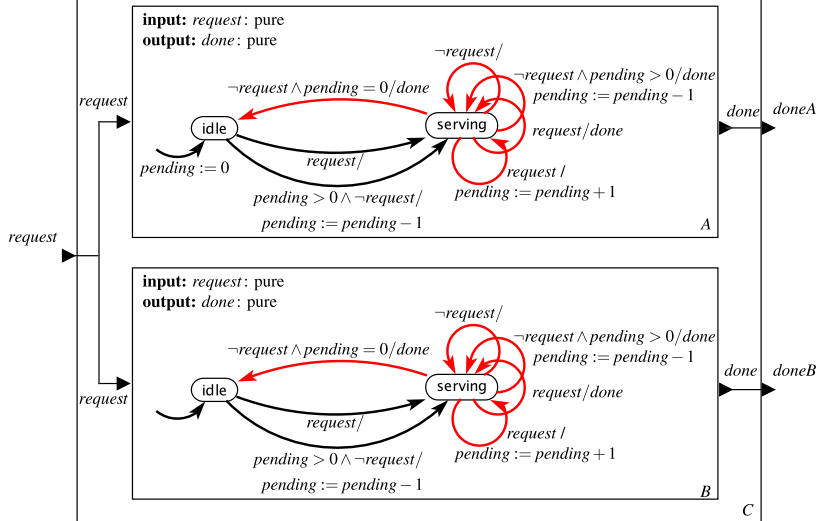 input: request: pure
output: done: pure
¬request/
¬request ∧ pending > 0/done
pending := pending − 1
¬request ∧ pending = 0/done
request
idle
serving
request/done
done
doneA
pending := 0
request/
request /
pending := pending + 1
pending > 0 ∧ ¬request/
pending := pending − 1
A
request
input: request: pure
output: done: pure
¬request/
¬request ∧ pending > 0/done
pending := pending − 1
¬request ∧ pending = 0/done
idle
serving
request/done
done
doneB
request
request/
request /
pending := pending + 1
pending > 0 ∧ ¬request/
pending := pending − 1
B
C